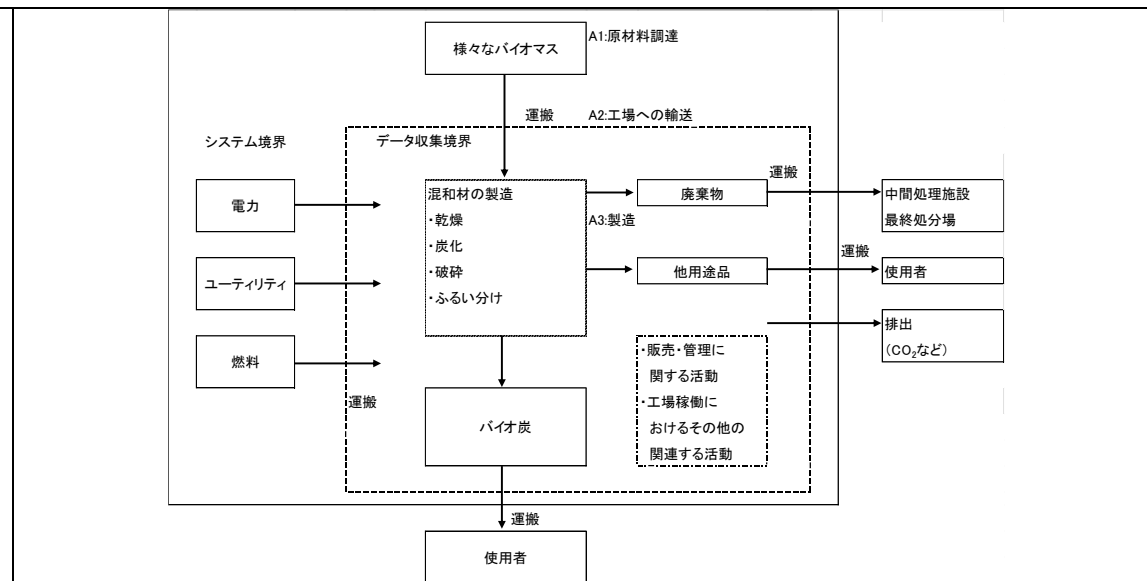 様々なバイオマス
A1:原材料調達
運搬
A2:工場への輸送
システム境界
データ収集境界
電力
ユーティリティ
燃料
運搬
混和材の製造
・乾燥
・炭化
・破砕
・ふるい分け
A3:製造
廃棄物
運搬
中間処理施設
最終処分場
他用途品
運搬
使用者
排出
(CO₂など)
・販売・管理に
関する活動
・工場稼働に
おけるその他の
関連する活動
バイオ炭
運搬
使用者